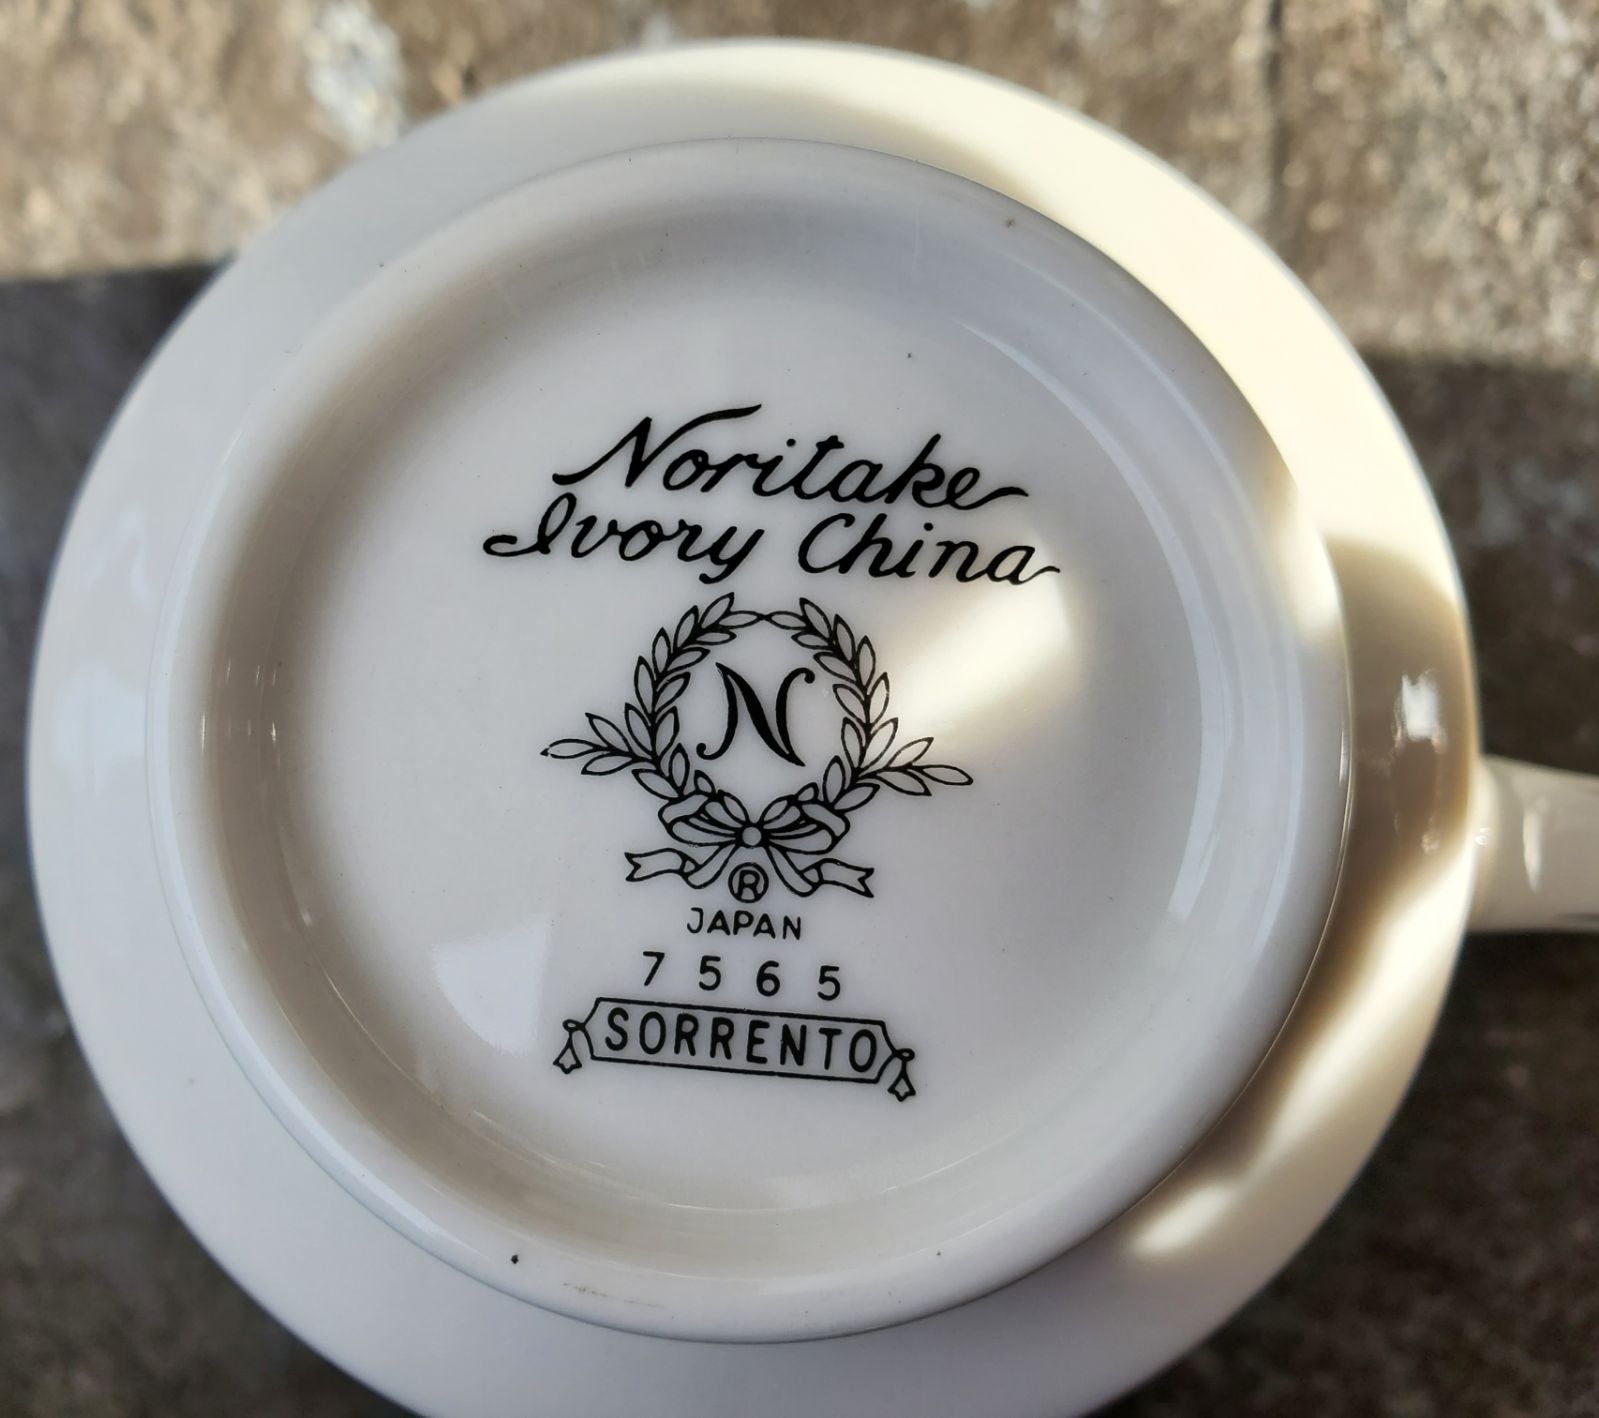 Noritake
Ivory China
N
®
JAPAN
7565
SORRENTO